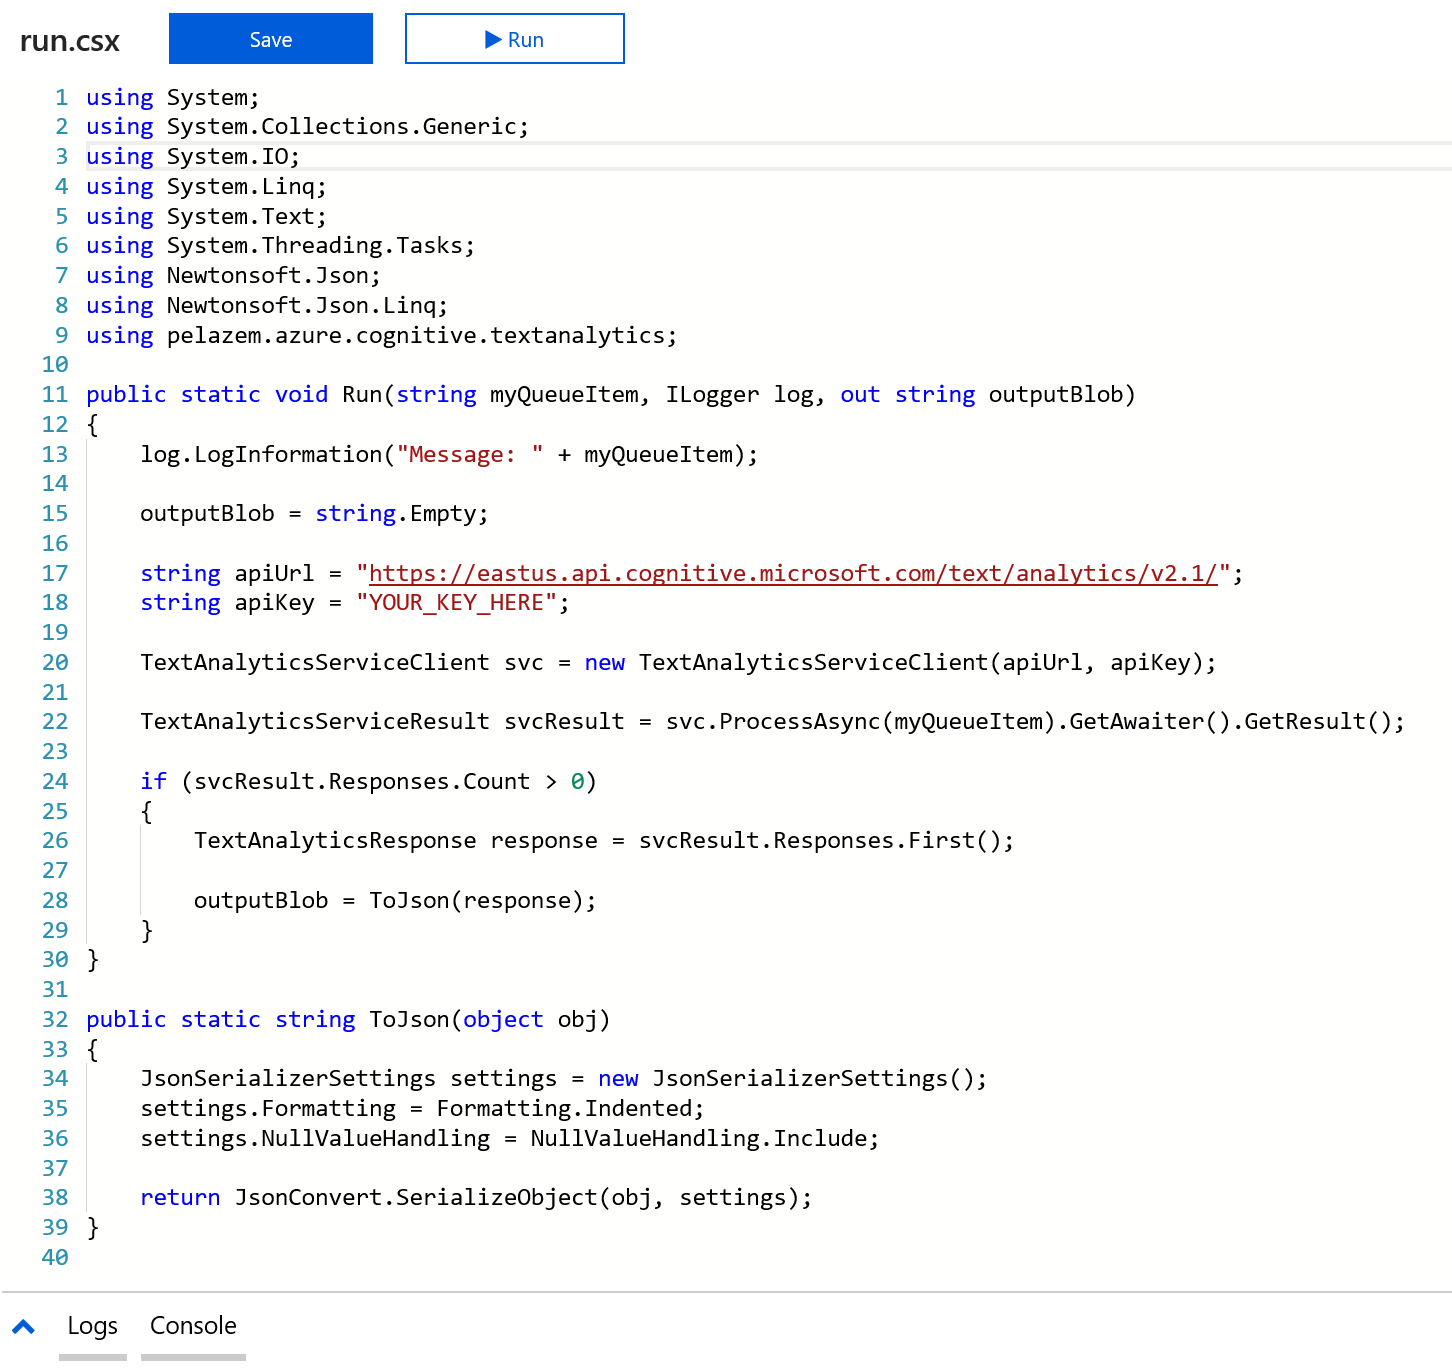 run.csx Save Run
1 using System;
2 using System.Collections.Generic;
3 using System.IO;
4 using System.Linq;
5 using System.Text;
6 using System.Threading.Tasks;
7 using Newtonsoft.Json;
8 using Newtonsoft.Json.Linq;
9 using pelazem.azure.cognitive.textanalytics;
10
11 public static void Run(string myQueueItem, ILogger log, out string outputBlob)
12 {
13     log.LogInformation("Message: " + myQueueItem);
14
15     outputBlob = string.Empty;
16
17     string apiUrl = "https://eastus.api.cognitive.microsoft.com/text/analytics/v2.1/";
18     string apiKey = "YOUR_KEY_HERE";
19
20     TextAnalyticsServiceClient svc = new TextAnalyticsServiceClient(apiUrl, apiKey);
21
22     TextAnalyticsServiceResult svcResult = svc.ProcessAsync(myQueueItem).GetAwaiter().GetResult();
23
24     if (svcResult.Responses.Count > 0)
25     {
26         TextAnalyticsResponse response = svcResult.Responses.First();
27
28         outputBlob = ToJson(response);
29     }
30 }
31
32 public static string ToJson(object obj)
33 {
34     JsonSerializerSettings settings = new JsonSerializerSettings();
35     settings.Formatting = Formatting.Indented;
36     settings.NullValueHandling = NullValueHandling.Include;
37
38     return JsonConvert.SerializeObject(obj, settings);
39 }
40
Logs Console